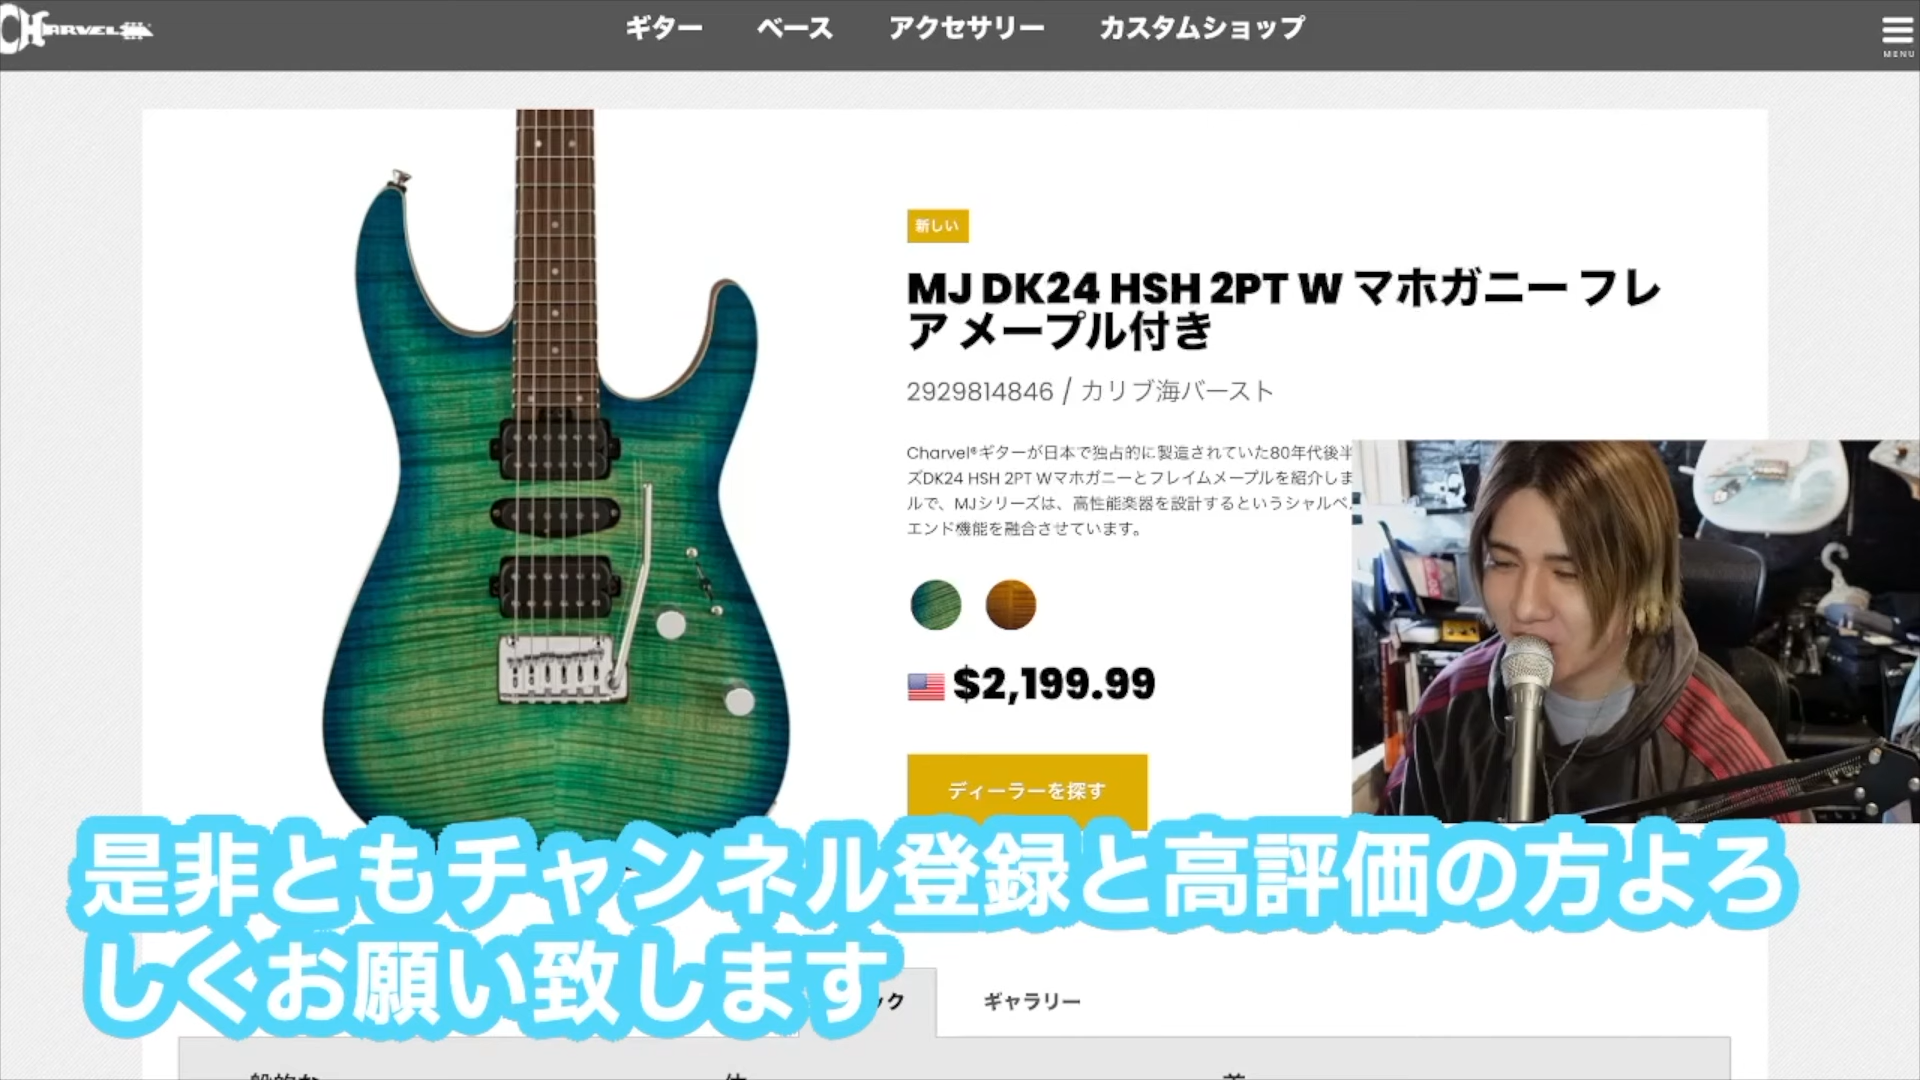 CHARVEL
ギター
ベース
アクセサリー
カスタムショップ
MENU
新しい
MJ DK24 HSH 2PT W マホガニー フレ
ア メープル付き
2929814846 / カリブ海バースト
Charvel®ギターが日本で独占的に製造されていた80年代後半
ズDK24 HSH 2PT Wマホガニーとフレイムメープルを紹介しま
ルで、MJシリーズは、高性能楽器を設計するというシャルベ
エンド機能を融合させています。
$2,199.99
ディーラーを探す
是非ともチャンネル登録と高評価の方よろ
しくお願い致します
ック
ギャラリー